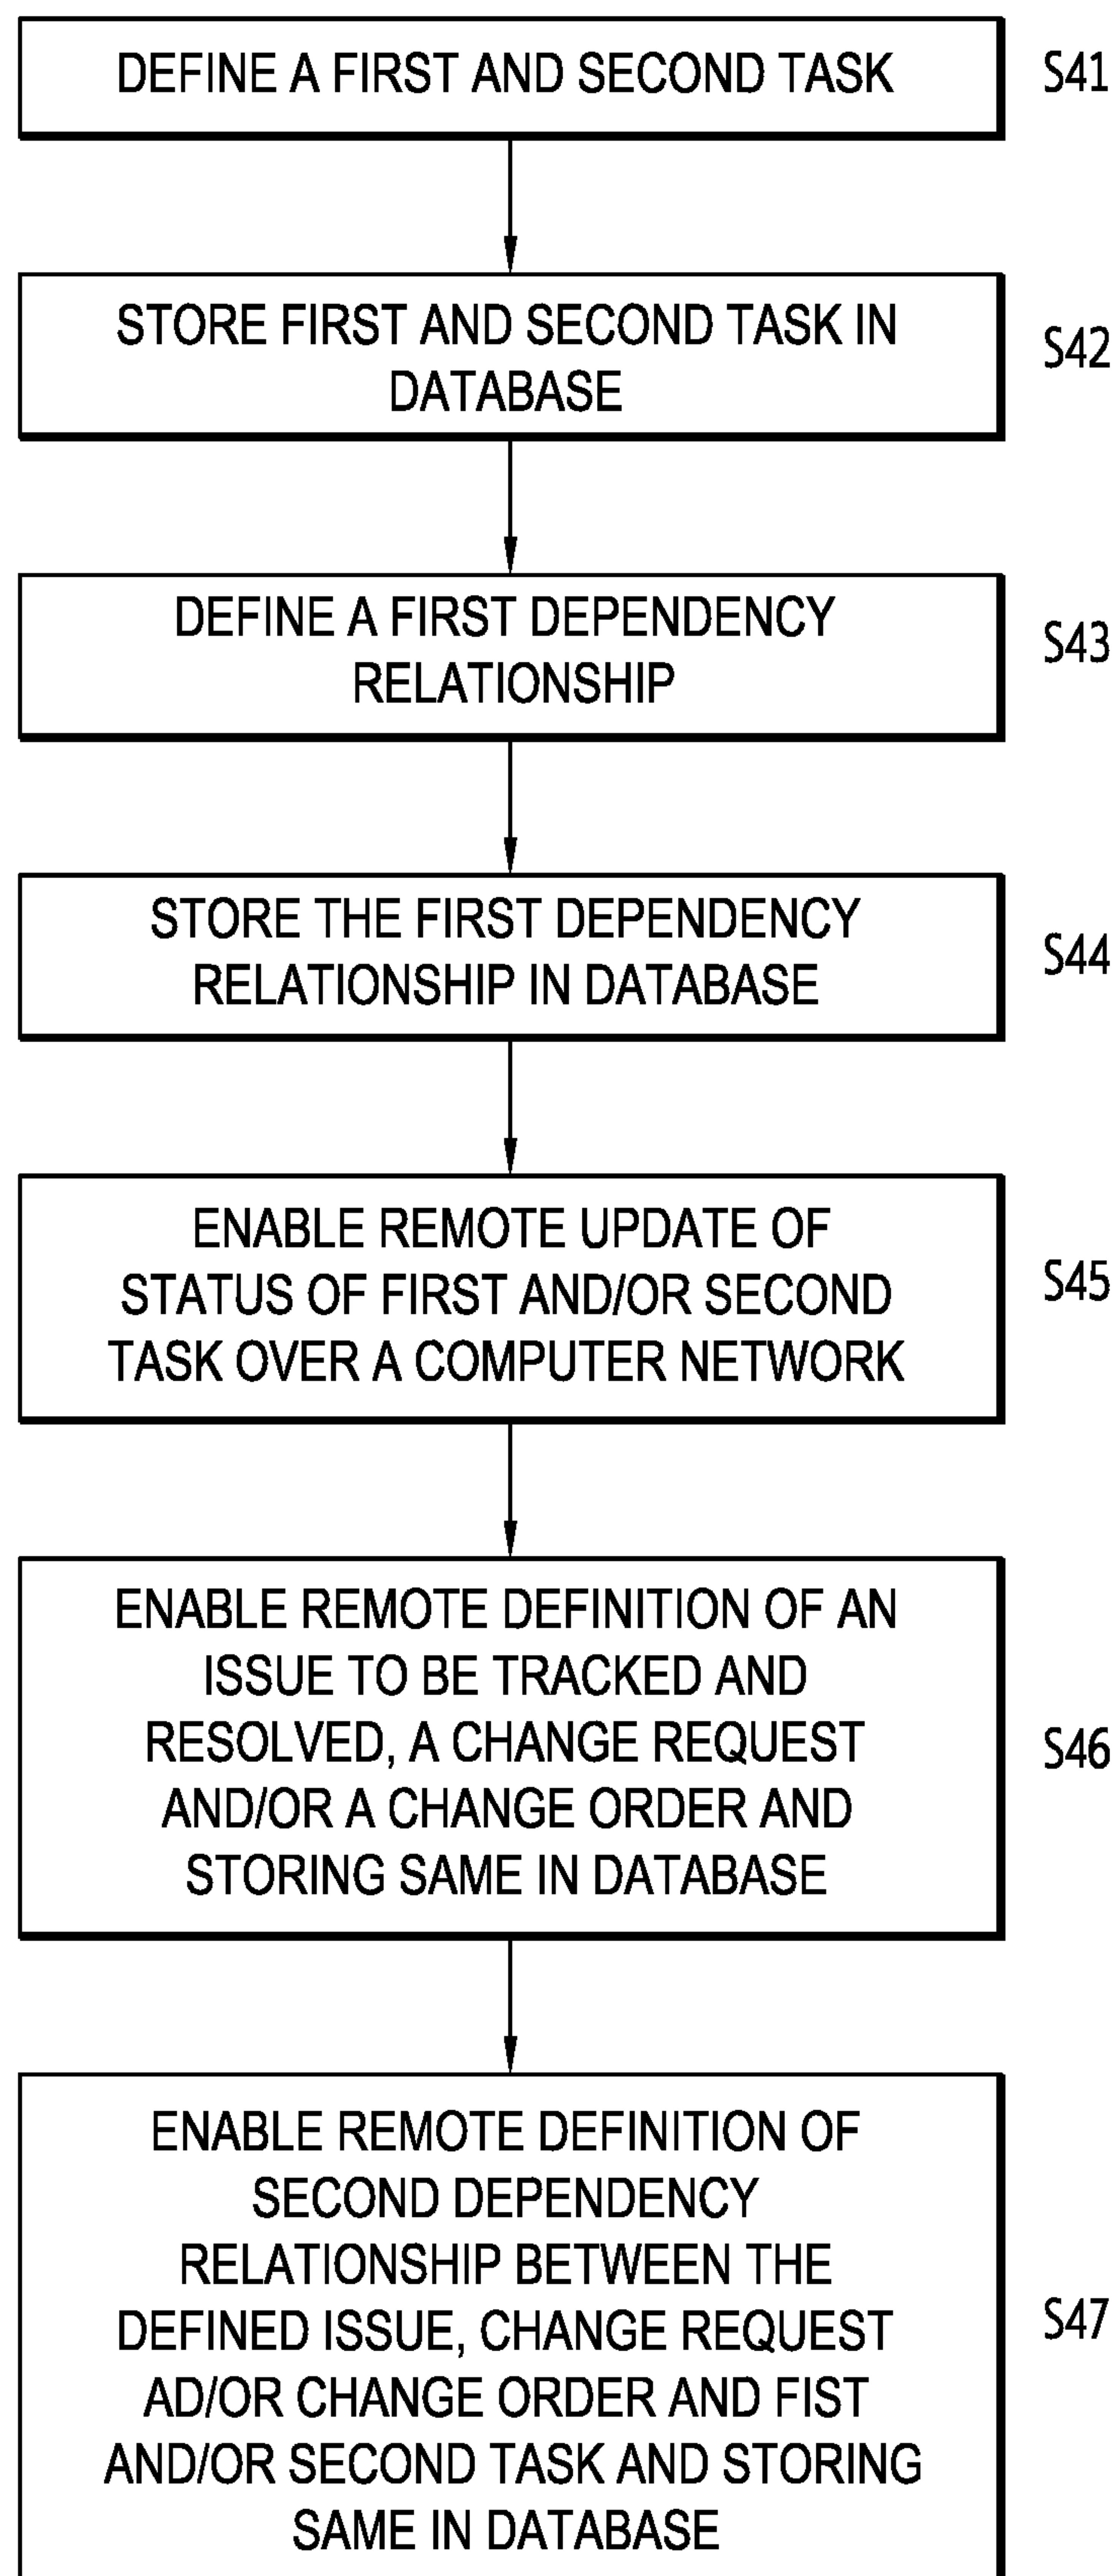 DEFINE A FIRST AND SECOND TASK
S41
STORE FIRST AND SECOND TASK IN
DATABASE
S42
DEFINE A FIRST DEPENDENCY
RELATIONSHIP
S43
STORE THE FIRST DEPENDENCY
RELATIONSHIP IN DATABASE
S44
ENABLE REMOTE UPDATE OF
STATUS OF FIRST AND/OR SECOND
TASK OVER A COMPUTER NETWORK
S45
ENABLE REMOTE DEFINITION OF AN
ISSUE TO BE TRACKED AND
RESOLVED, A CHANGE REQUEST
AND/OR A CHANGE ORDER AND
STORING SAME IN DATABASE
S46
ENABLE REMOTE DEFINITION OF
SECOND DEPENDENCY
RELATIONSHIP BETWEEN THE
DEFINED ISSUE, CHANGE REQUEST
AD/OR CHANGE ORDER AND FIST
AND/OR SECOND TASK AND STORING
SAME IN DATABASE
S47